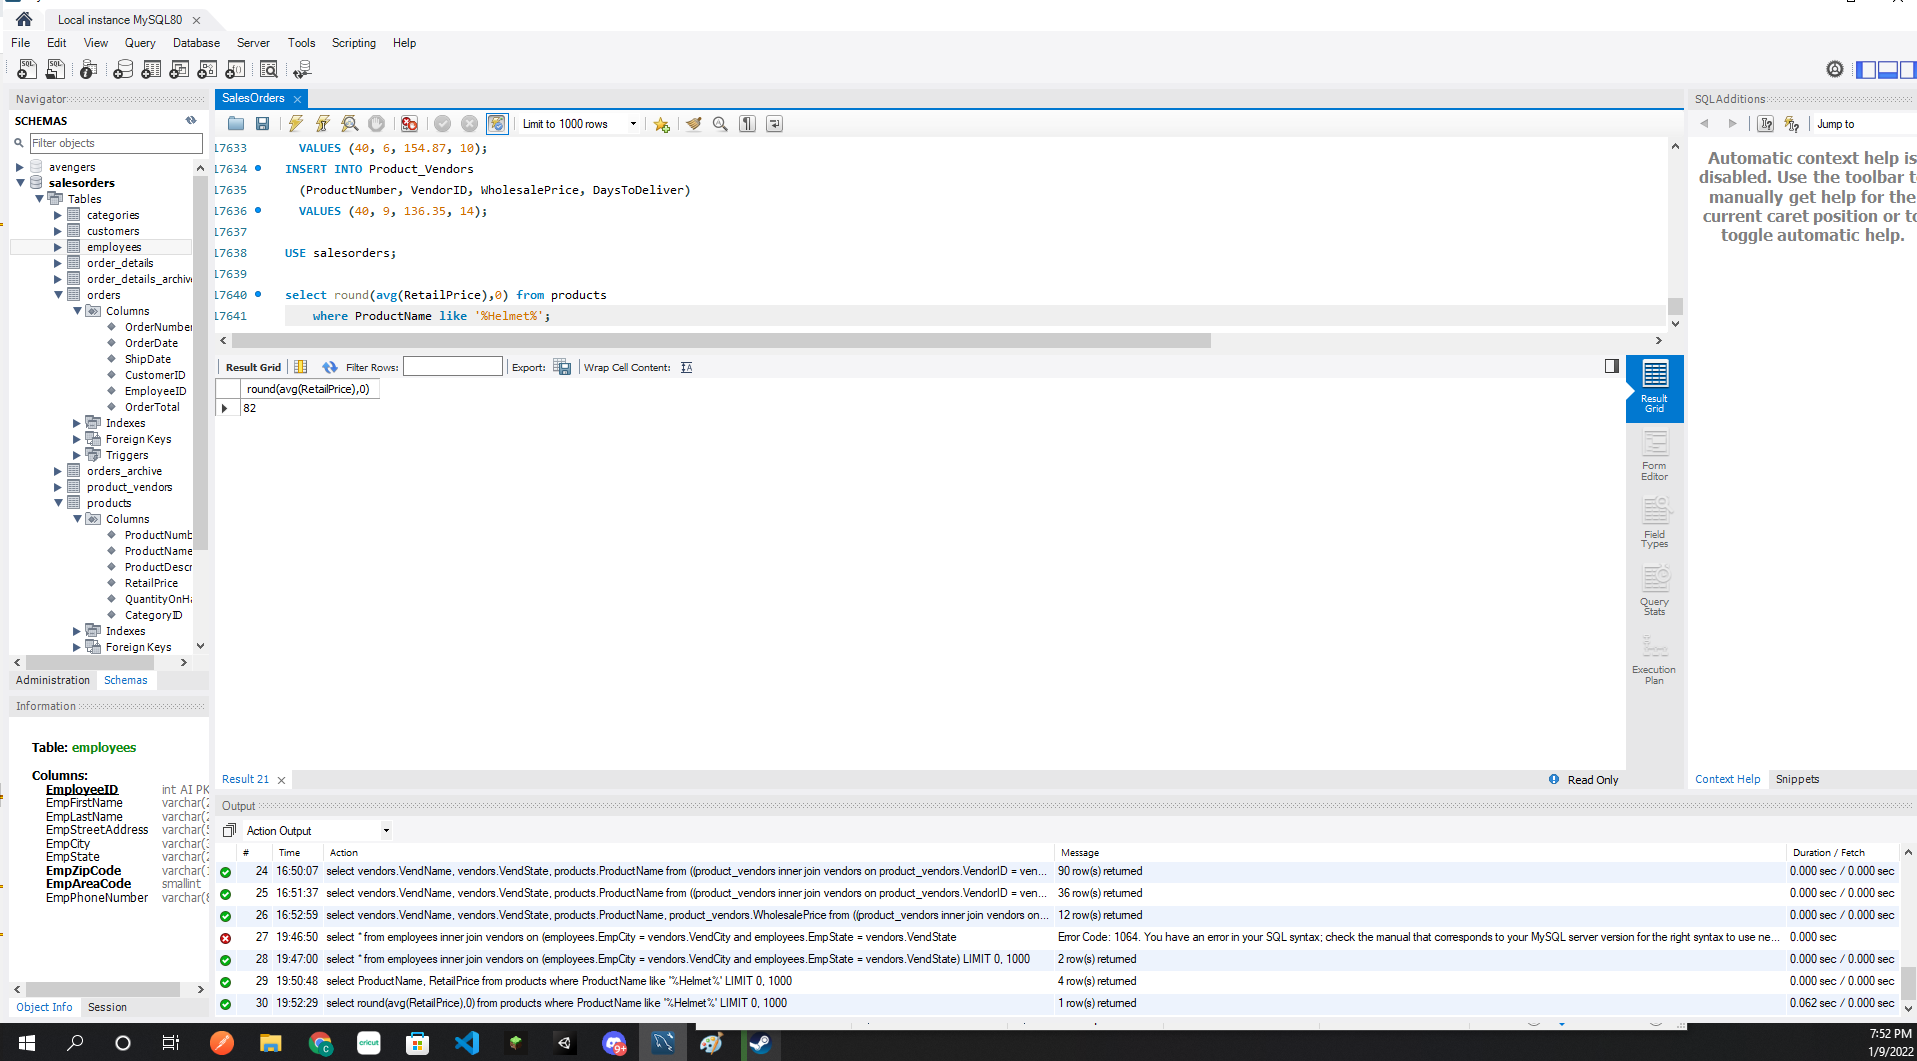 Local instance MySQL80
File Edit View Query Database Server Tools Scripting Help
Navigator
SCHEMAS
Filter objects
avengers
salesorders
Tables
categories
customers
employees
order_details
order_details_archiv
orders
Columns
OrderNumber
OrderDate
ShipDate
CustomerID
EmployeeID
OrderTotal
Indexes
Foreign Keys
Triggers
orders_archive
product_vendors
products
Columns
ProductNumb
ProductName
ProductDescr
RetailPrice
QuantityOnHa
CategoryID
Indexes
Foreign Keys
Administration Schemas
Information
Table: employees
Columns:
EmployeeID int AI PK
EmpFirstName varchar(2
EmpLastName varchar(2
EmpStreetAddress varchar(5
EmpCity varchar(3
EmpState varchar(2
EmpZipCode varchar(1
EmpAreaCode smallint
EmpPhoneNumber varchar(8
Object Info Session
SalesOrders
Limit to 1000 rows
17633 VALUES (40, 6, 154.87, 10);
17634 INSERT INTO Product_Vendors
17635 (ProductNumber, VendorID, WholesalePrice, DaysToDeliver)
17636 VALUES (40, 9, 136.35, 14);
17637
17638 USE salesorders;
17639
17640 select round(avg(RetailPrice),0) from products
17641 where ProductName like '%Helmet%';
Result Grid Filter Rows: Export: Wrap Cell Content:
round(avg(RetailPrice),0)
82
Result Grid
Form Editor
Field Types
Query Stats
Execution Plan
Result 21
Read Only
SQLAdditions
Jump to
Automatic context help is
disabled. Use the toolbar to
manually get help for the
current caret position or to
toggle automatic help.
Context Help Snippets
Output
Action Output
# Time Action Message Duration / Fetch
24 16:50:07 select vendors.VendName, vendors.VendState, products.ProductName from ((product_vendors inner join vendors on product_vendors.VendorID = ven... 90 row(s) returned 0.000 sec / 0.000 sec
25 16:51:37 select vendors.VendName, vendors.VendState, products.ProductName from ((product_vendors inner join vendors on product_vendors.VendorID = ven... 36 row(s) returned 0.000 sec / 0.000 sec
26 16:52:59 select vendors.VendName, vendors.VendState, products.ProductName, product_vendors.WholesalePrice from ((product_vendors inner join vendors on... 12 row(s) returned 0.000 sec / 0.000 sec
27 19:46:50 select * from employees inner join vendors on (employees.EmpCity = vendors.VendCity and employees.EmpState = vendors.VendState Error Code: 1064. You have an error in your SQL syntax; check the manual that corresponds to your MySQL server version for the right syntax to use ne... 0.000 sec
28 19:47:00 select * from employees inner join vendors on (employees.EmpCity = vendors.VendCity and employees.EmpState = vendors.VendState) LIMIT 0, 1000 2 row(s) returned 0.000 sec / 0.000 sec
29 19:50:48 select ProductName, RetailPrice from products where ProductName like '%Helmet%' LIMIT 0, 1000 4 row(s) returned 0.000 sec / 0.000 sec
30 19:52:29 select round(avg(RetailPrice),0) from products where ProductName like '%Helmet%' LIMIT 0, 1000 1 row(s) returned 0.062 sec / 0.000 sec
cricut
9+
7:52 PM
1/9/2022